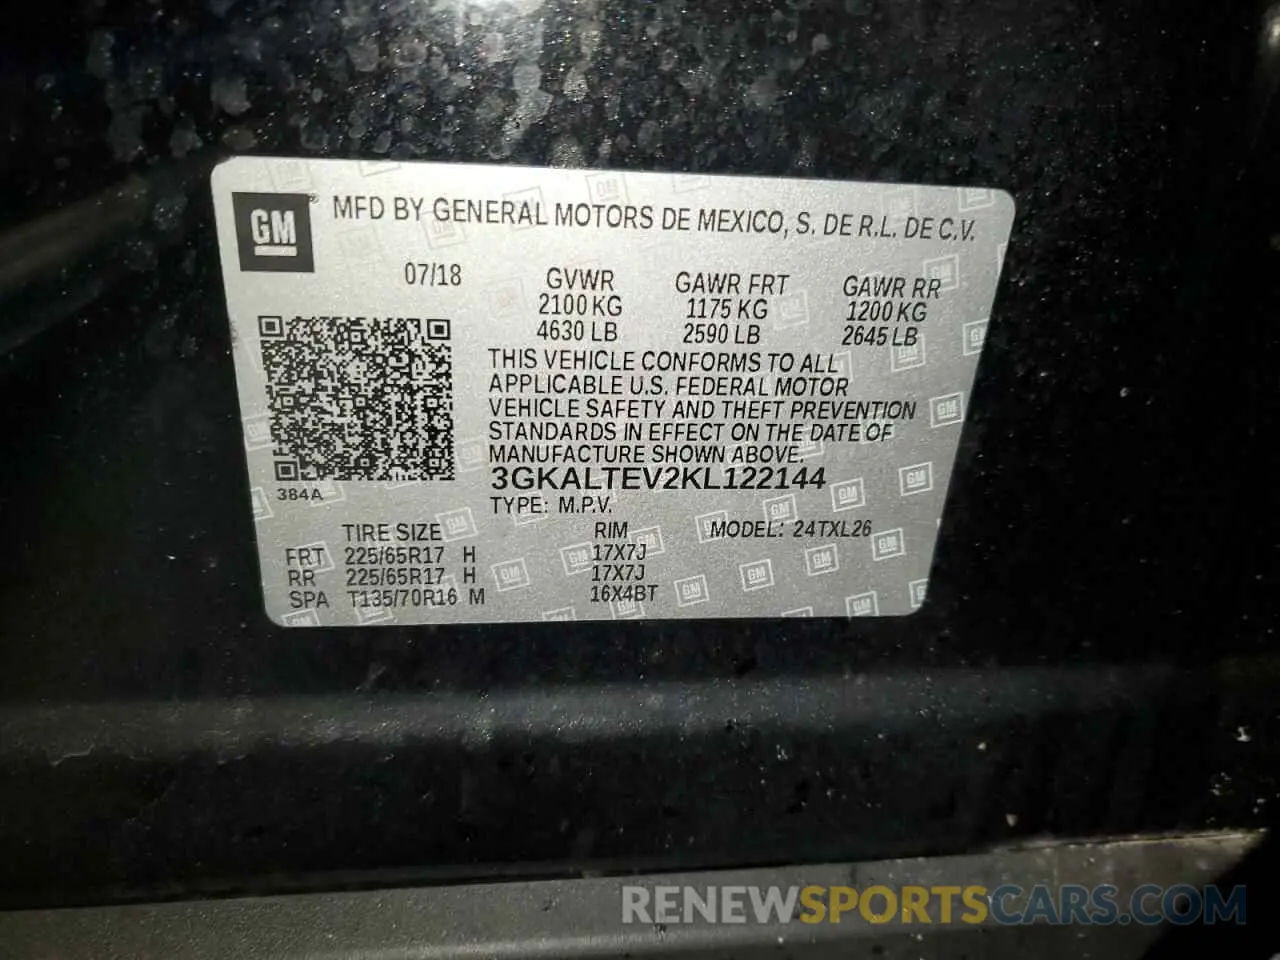 GM® MFD BY GENERAL MOTORS DE MEXICO, S. DE R.L. DE C.V.
07/18 GVWR GAWR FRT GAWR RR
2100 KG 1175 KG 1200 KG
4630 LB 2590 LB 2645 LB
THIS VEHICLE CONFORMS TO ALL
APPLICABLE U.S. FEDERAL MOTOR
VEHICLE SAFETY AND THEFT PREVENTION
STANDARDS IN EFFECT ON THE DATE OF
MANUFACTURE SHOWN ABOVE.
3GKALTEV2KL122144
384A
TYPE: M.P.V.
TIRE SIZE RIM MODEL: 24TXL26
FRT 225/65R17 H 17X7J
RR 225/65R17 H 17X7J
SPA T135/70R16 M 16X4BT
RENEWSPORTSCARS.COM